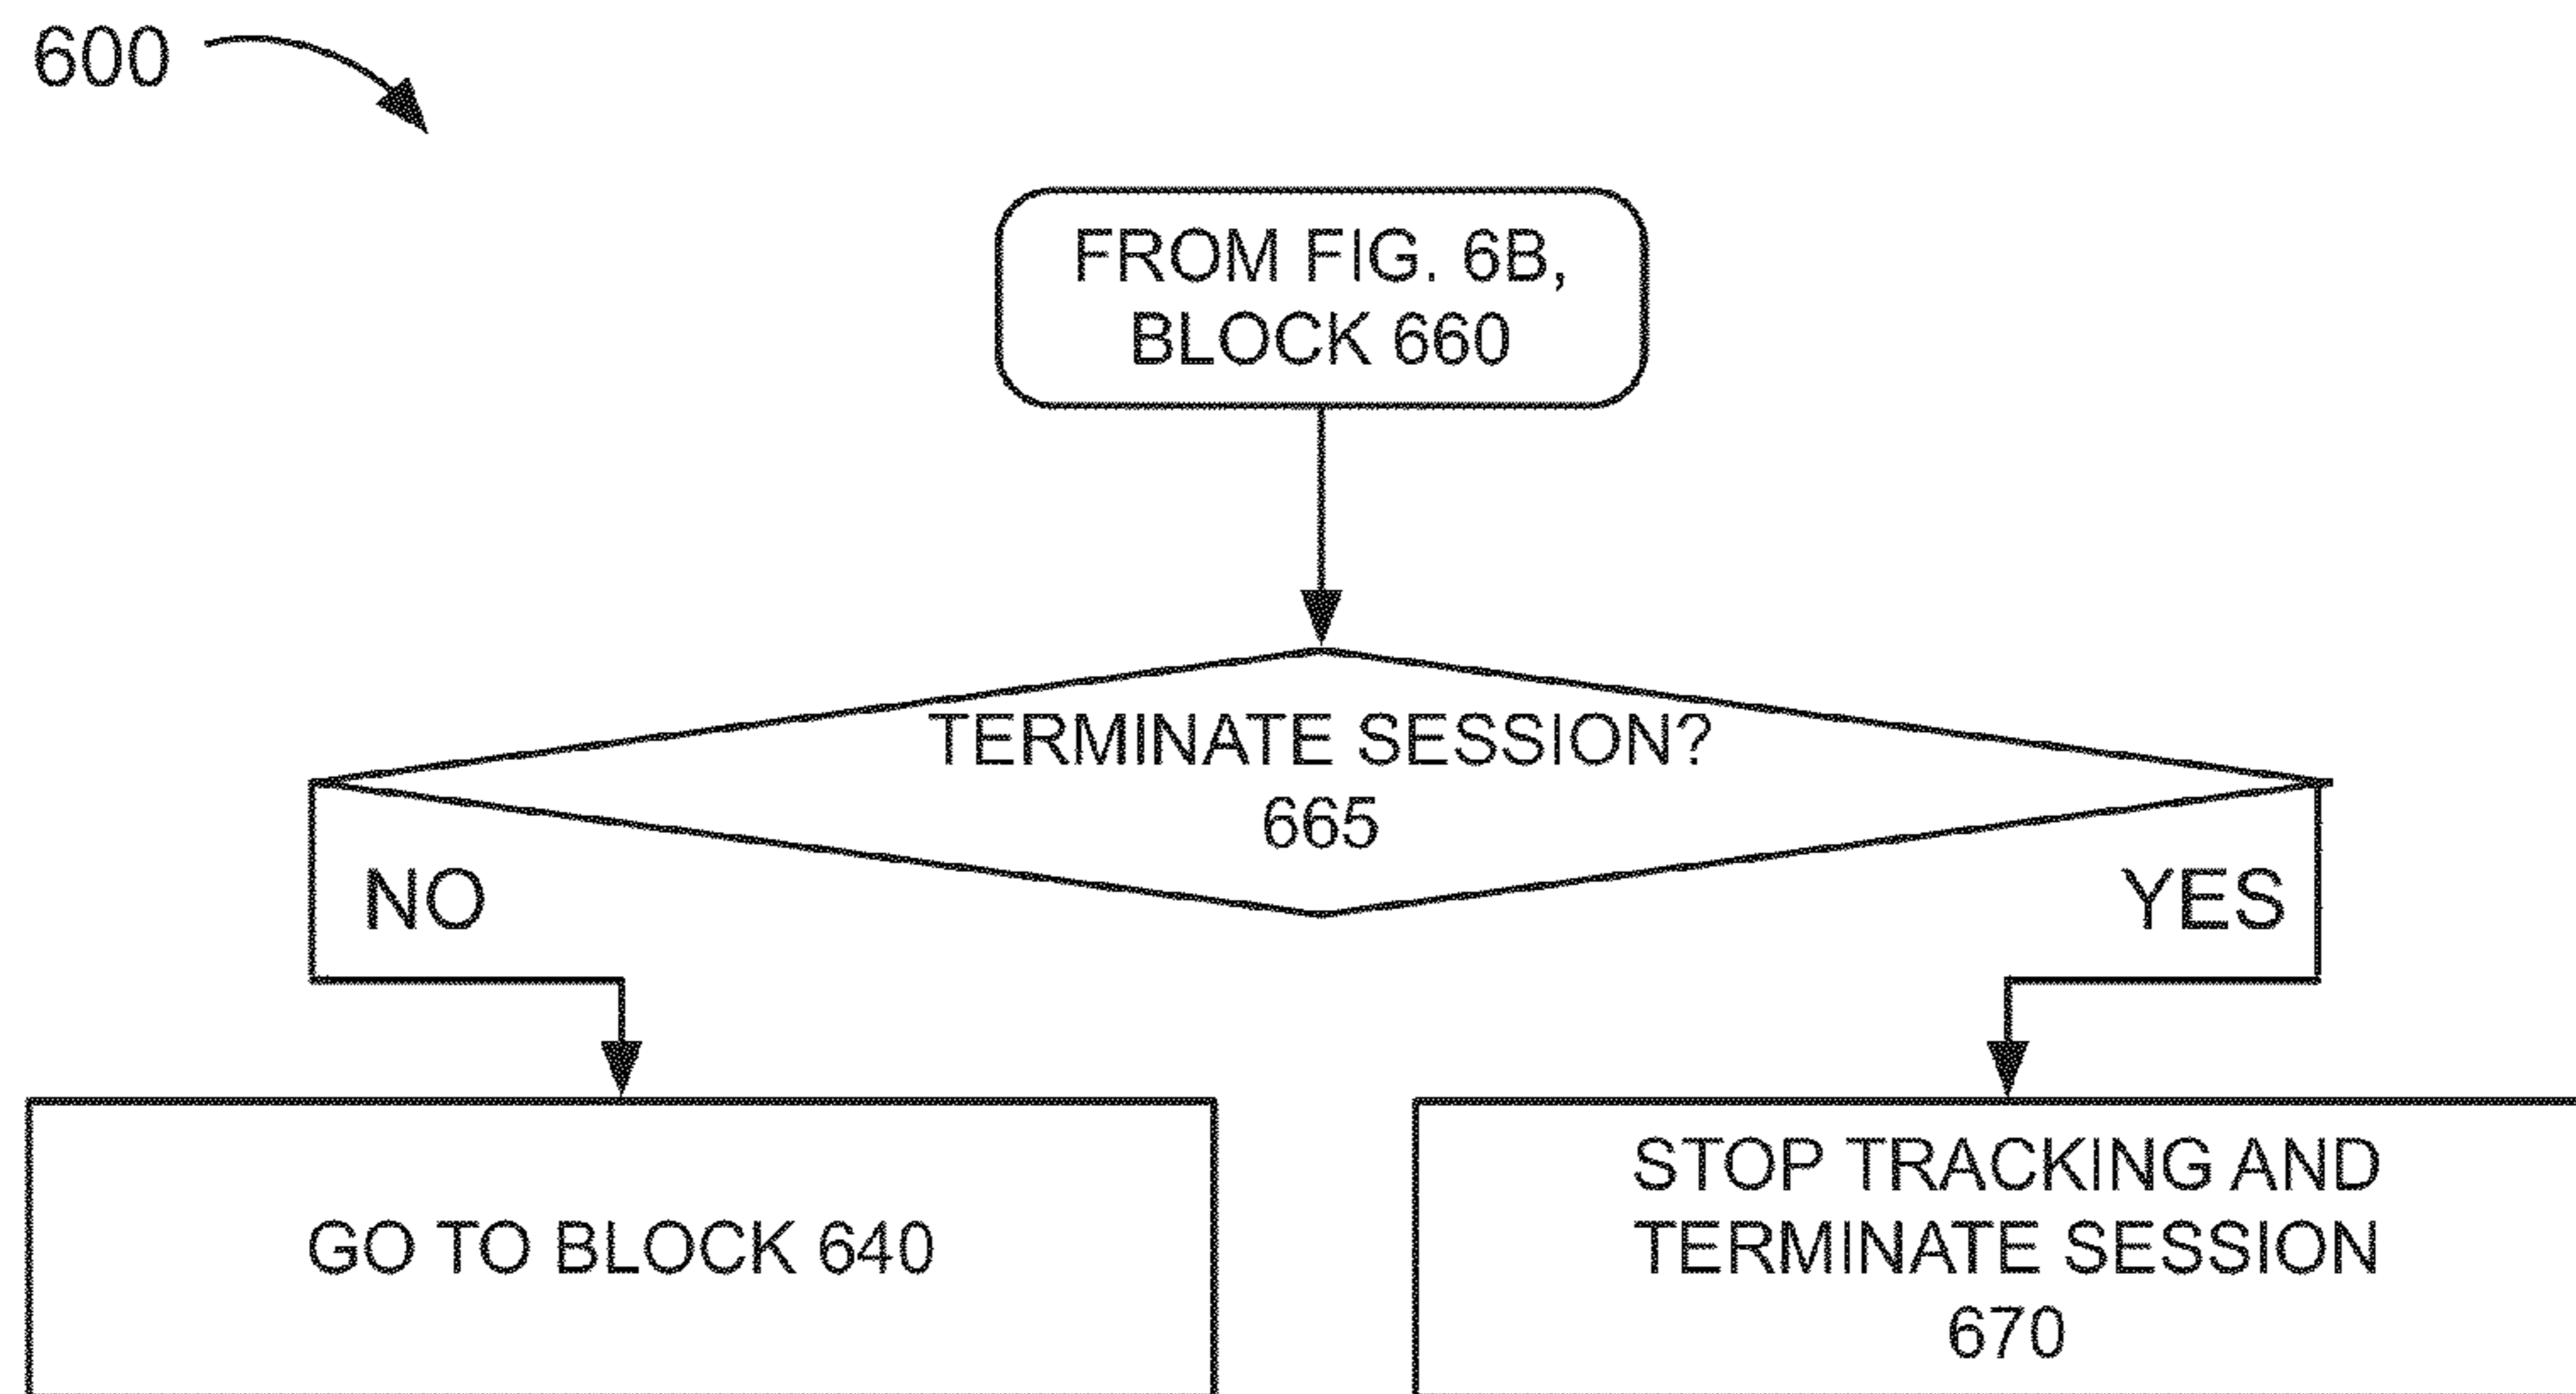 600
FROM FIG. 6B,
BLOCK 660
TERMINATE SESSION?
665
NO
YES
GO TO BLOCK 640
STOP TRACKING AND
TERMINATE SESSION
670